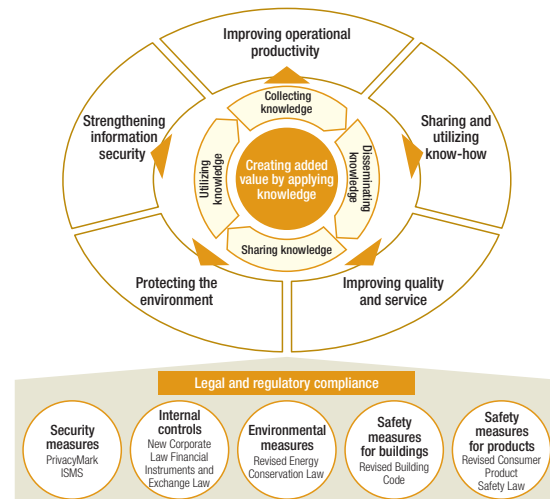 Improving operational
productivity
Strengthening
information
security
Sharing and
utilizing
know-how
Protecting the
environment
Improving quality
and service
Collecting
knowledge
Disseminating
knowledge
Sharing knowledge
Utilizing
knowledge
Creating added
value by applying
knowledge
Legal and regulatory compliance
Security
measures
PrivacyMark
ISMS
Internal
controls
New Corporate
Law Financial
Instruments and
Exchange Law
Environmental
measures
Revised Energy
Conservation Law
Safety
measures
for buildings
Revised Building
Code
Safety
measures
for products
Revised Consumer
Product
Safety Law